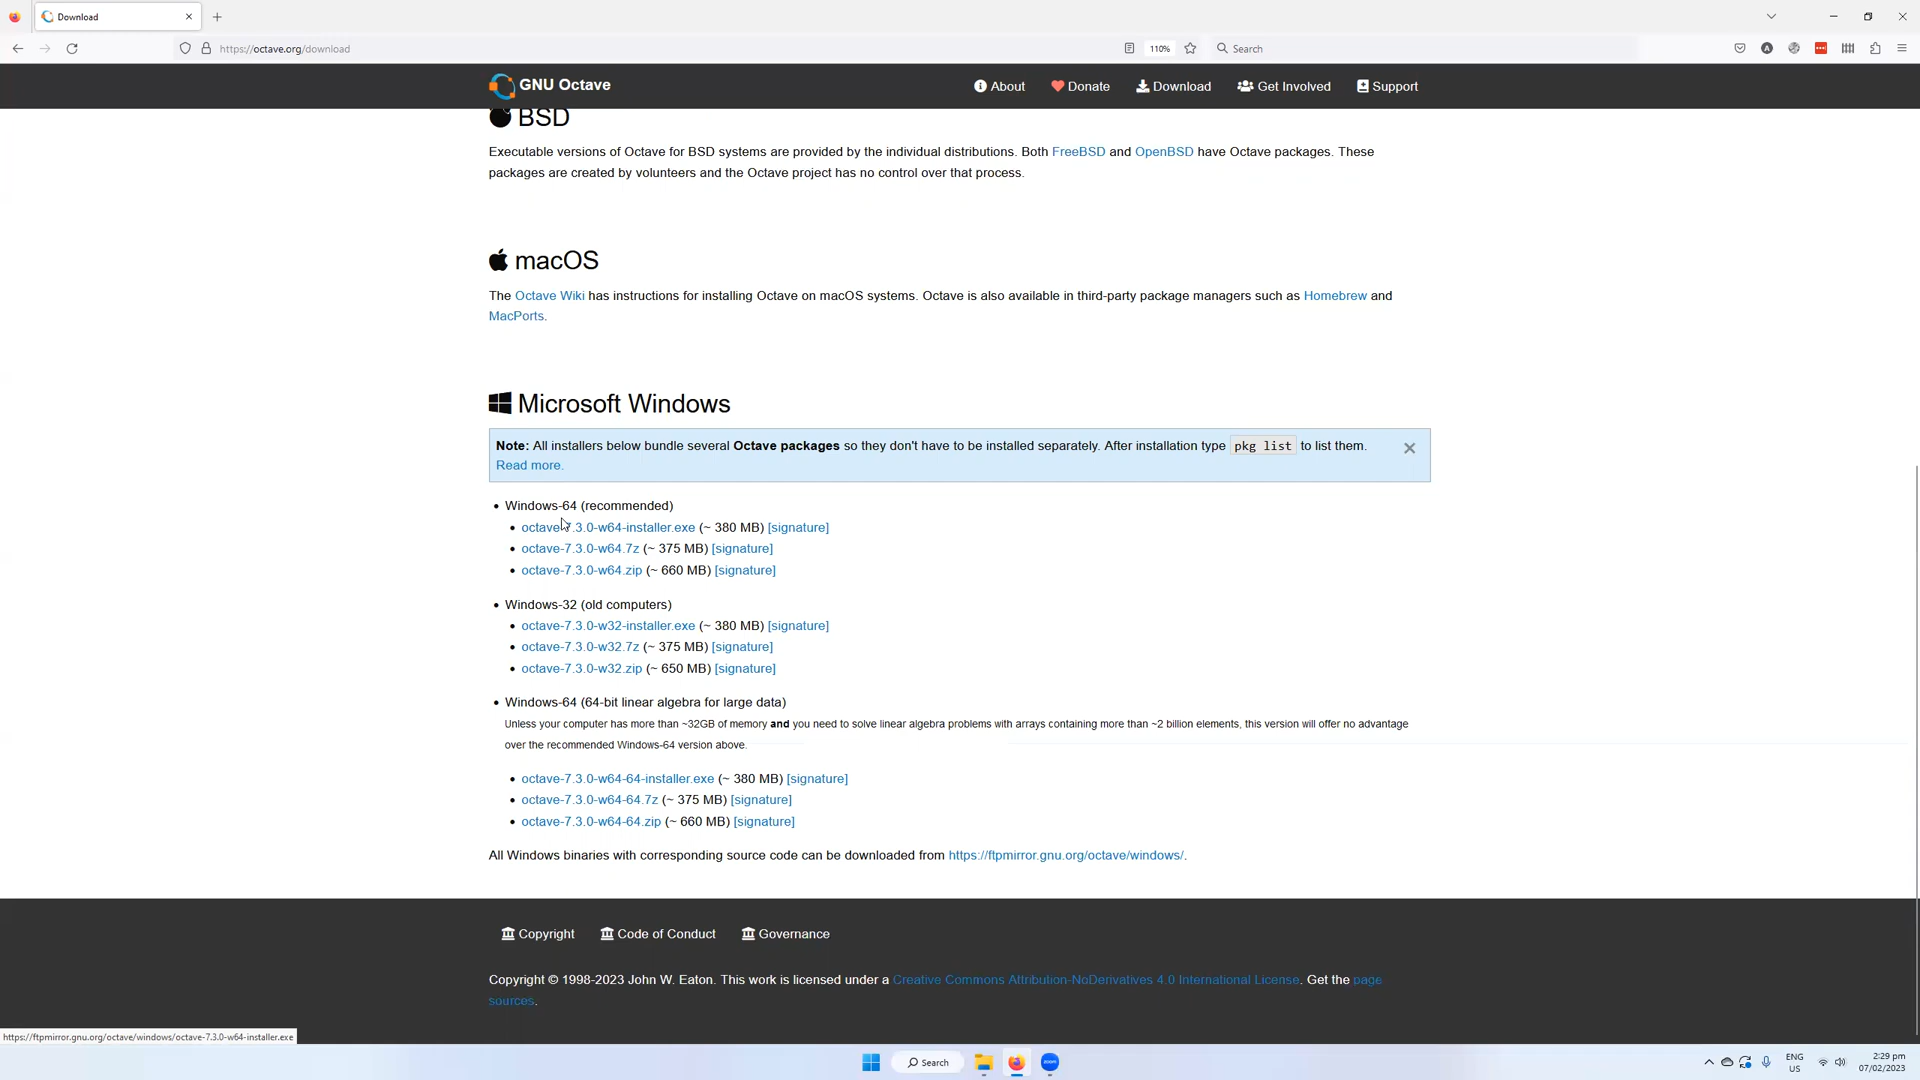 Download
https://octave.org/download
110%
Search
GNU Octave
About
Donate
Download
Get Involved
Support
BSD
Executable versions of Octave for BSD systems are provided by the individual distributions. Both FreeBSD and OpenBSD have Octave packages. These
packages are created by volunteers and the Octave project has no control over that process.
macOS
The Octave Wiki has instructions for installing Octave on macOS systems. Octave is also available in third-party package managers such as Homebrew and
MacPorts.
Microsoft Windows
Note: All installers below bundle several Octave packages so they don't have to be installed separately. After installation type pkg list to list them.
Read more.
Windows-64 (recommended)
octave-7.3.0-w64-installer.exe (~ 380 MB) [signature]
octave-7.3.0-w64.7z (~ 375 MB) [signature]
octave-7.3.0-w64.zip (~ 660 MB) [signature]
Windows-32 (old computers)
octave-7.3.0-w32-installer.exe (~ 380 MB) [signature]
octave-7.3.0-w32.7z (~ 375 MB) [signature]
octave-7.3.0-w32.zip (~ 650 MB) [signature]
Windows-64 (64-bit linear algebra for large data)
Unless your computer has more than ~32GB of memory and you need to solve linear algebra problems with arrays containing more than ~2 billion elements, this version will offer no advantage
over the recommended Windows-64 version above.
octave-7.3.0-w64-64-installer.exe (~ 380 MB) [signature]
octave-7.3.0-w64-64.7z (~ 375 MB) [signature]
octave-7.3.0-w64-64.zip (~ 660 MB) [signature]
All Windows binaries with corresponding source code can be downloaded from https://ftpmirror.gnu.org/octave/windows/.
Copyright
Code of Conduct
Governance
Copyright © 1998-2023 John W. Eaton. This work is licensed under a Creative Commons Attribution-NoDerivatives 4.0 International License. Get the page
sources.
https://ftpmirror.gnu.org/octave/windows/octave-7.3.0-w64-installer.exe
Search
zoom
ENG
US
2:29 pm
07/02/2023